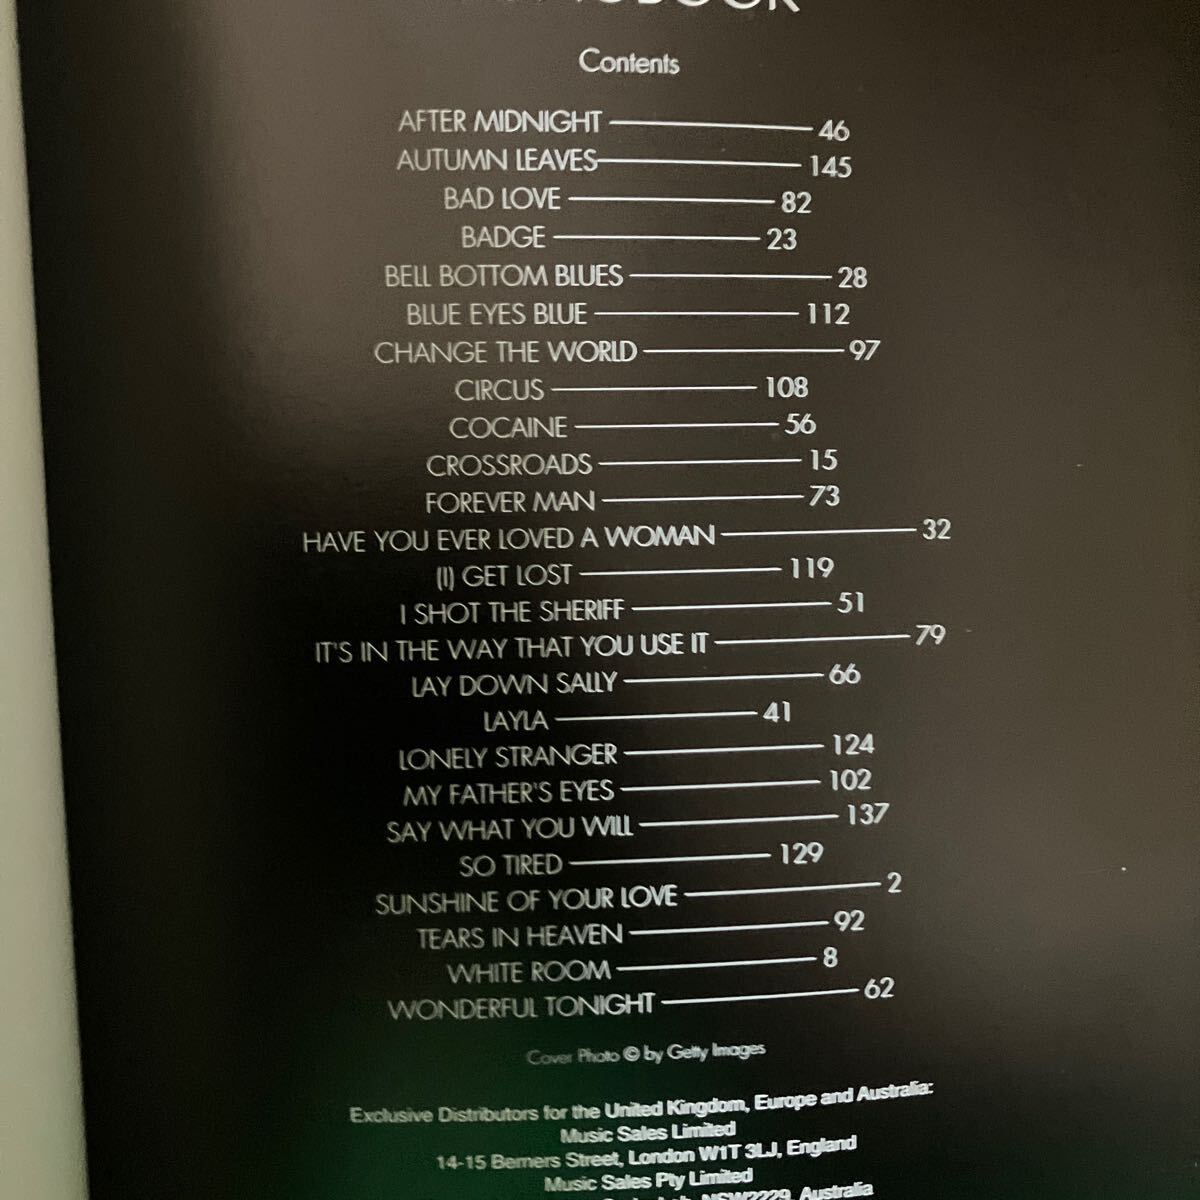 Contents
AFTER MIDNIGHT 46
AUTUMN LEAVES 145
BAD LOVE 82
BADGE 23
BELL BOTTOM BLUES 28
BLUE EYES BLUE 112
CHANGE THE WORLD 97
CIRCUS 108
COCAINE 56
CROSSROADS 15
FOREVER MAN 73
HAVE YOU EVER LOVED A WOMAN 32
(I) GET LOST 119
I SHOT THE SHERIFF 51
IT'S IN THE WAY THAT YOU USE IT 79
LAY DOWN SALLY 66
LAYLA 41
LONELY STRANGER 124
MY FATHER'S EYES 102
SAY WHAT YOU WILL 137
SO TIRED 129
SUNSHINE OF YOUR LOVE 2
TEARS IN HEAVEN 92
WHITE ROOM 8
WONDERFUL TONIGHT 62
Cover Photo © by Getty Images
Exclusive Distributors for the United Kingdom, Europe and Australia:
Music Sales Limited
14-15 Berners Street, London W1T 3LJ, England
Music Sales Pty Limited
NSW2229, Australia